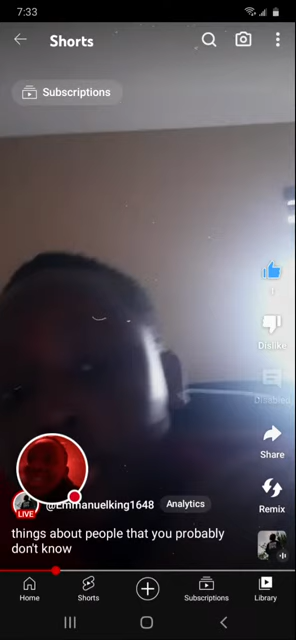 7:33
Shorts
Subscriptions
1
Dislike
Disabled
Share
LIVE
@Emmanuelking1648
Analytics
Remix
things about people that you probably
don't know
Home
Shorts
Subscriptions
Library